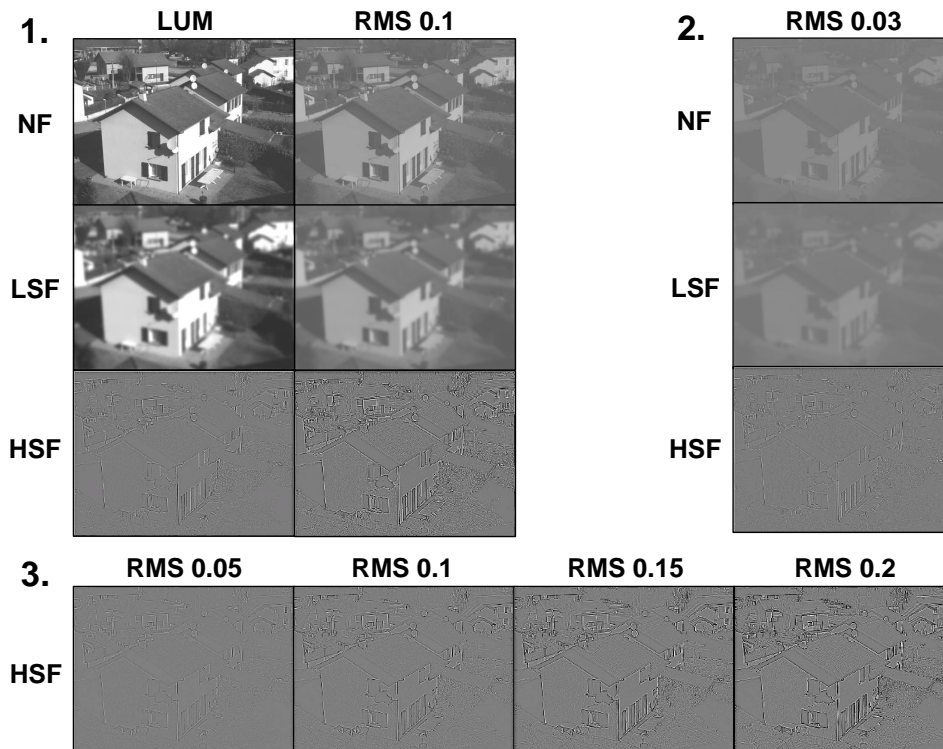 1.
LUM
RMS 0.1
NF
LSF
HSF
2.
RMS 0.03
NF
LSF
HSF
3.
RMS 0.05
RMS 0.1
RMS 0.15
RMS 0.2
HSF